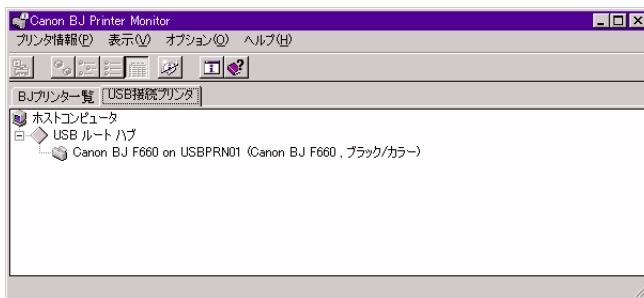 Canon BJ Printer Monitor
プリンタ情報(P) 表示(V) オプション(O) ヘルプ(H)
BJプリンター覧 USB接続プリンタ
ホストコンピュータ
USB ルート ハブ
Canon BJ F660 on USBPRN01 (Canon BJ F660 , ブラック/カラー)